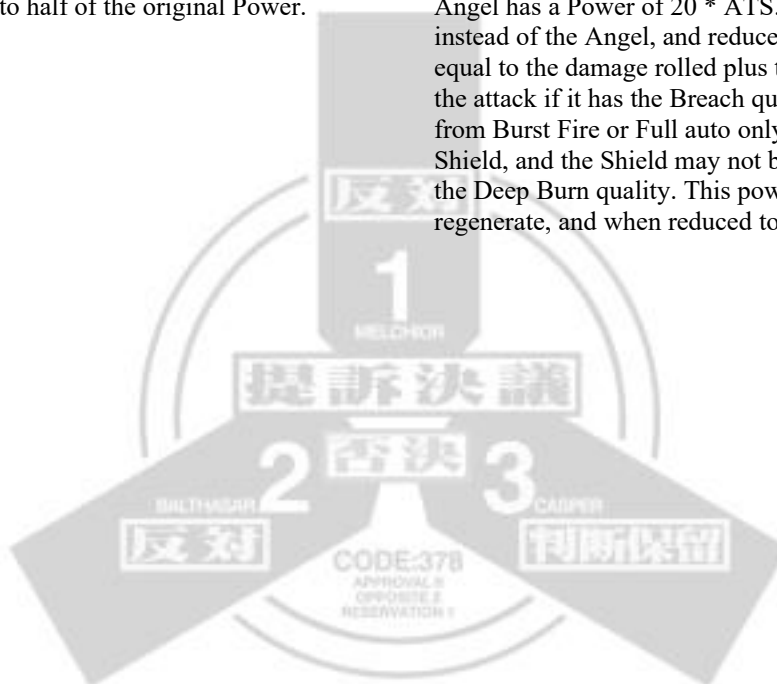 to half of the original Power.
Angel has a Power of 20 * ATS.
instead of the Angel, and reduce
equal to the damage rolled plus
the attack if it has the Breach
from Burst Fire or Full auto only
Shield, and the Shield may not
the Deep Burn quality. This
regenerate, and when reduced to
反対
1
MELCHIOR
提訴決議
否決
2
3
BALTHASAR
CASPER
反対
判断保留
CODE:378
APPROVAL:0
OPPOSITE:2
RESERVATION:1